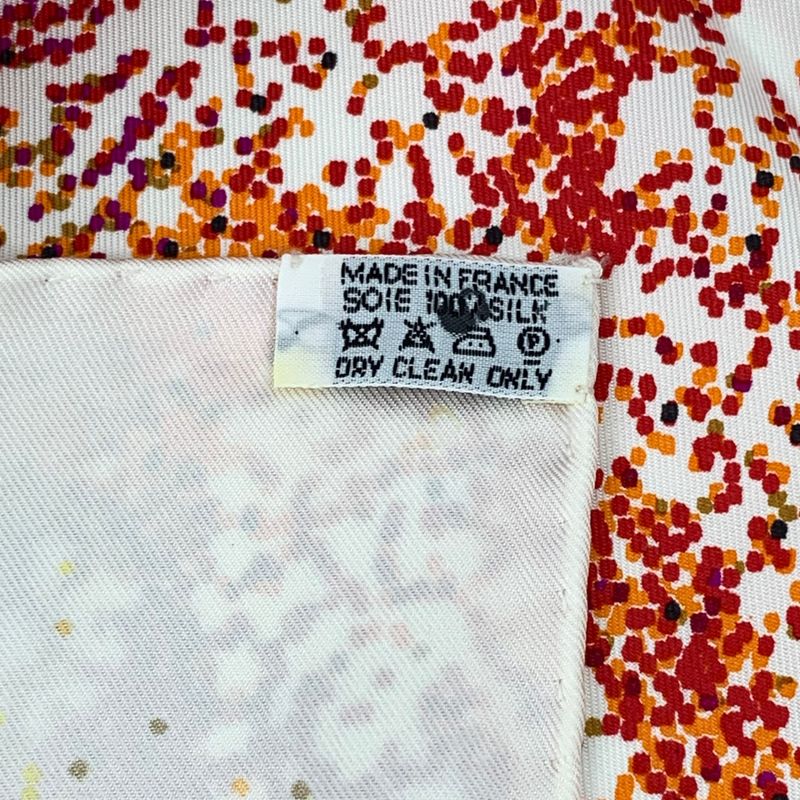 MADE IN FRANCE
SOIE 100% SILK
P
DRY CLEAN ONLY